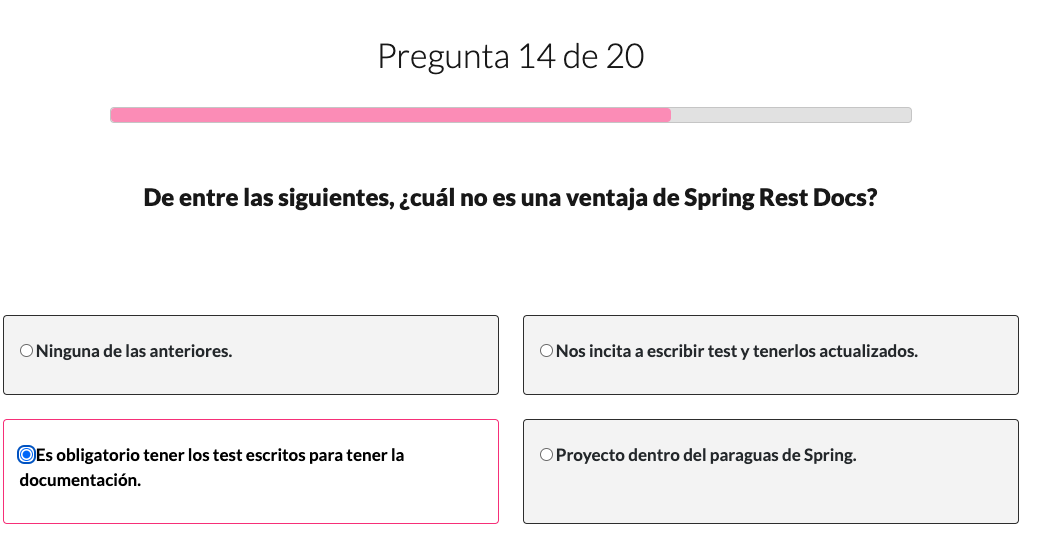 Pregunta 14 de 20
De entre las siguientes, ¿cuál no es una ventaja de Spring Rest Docs?
Ninguna de las anteriores.
Nos incita a escribir test y tenerlos actualizados.
Es obligatorio tener los test escritos para tener la
documentación.
Proyecto dentro del paraguas de Spring.